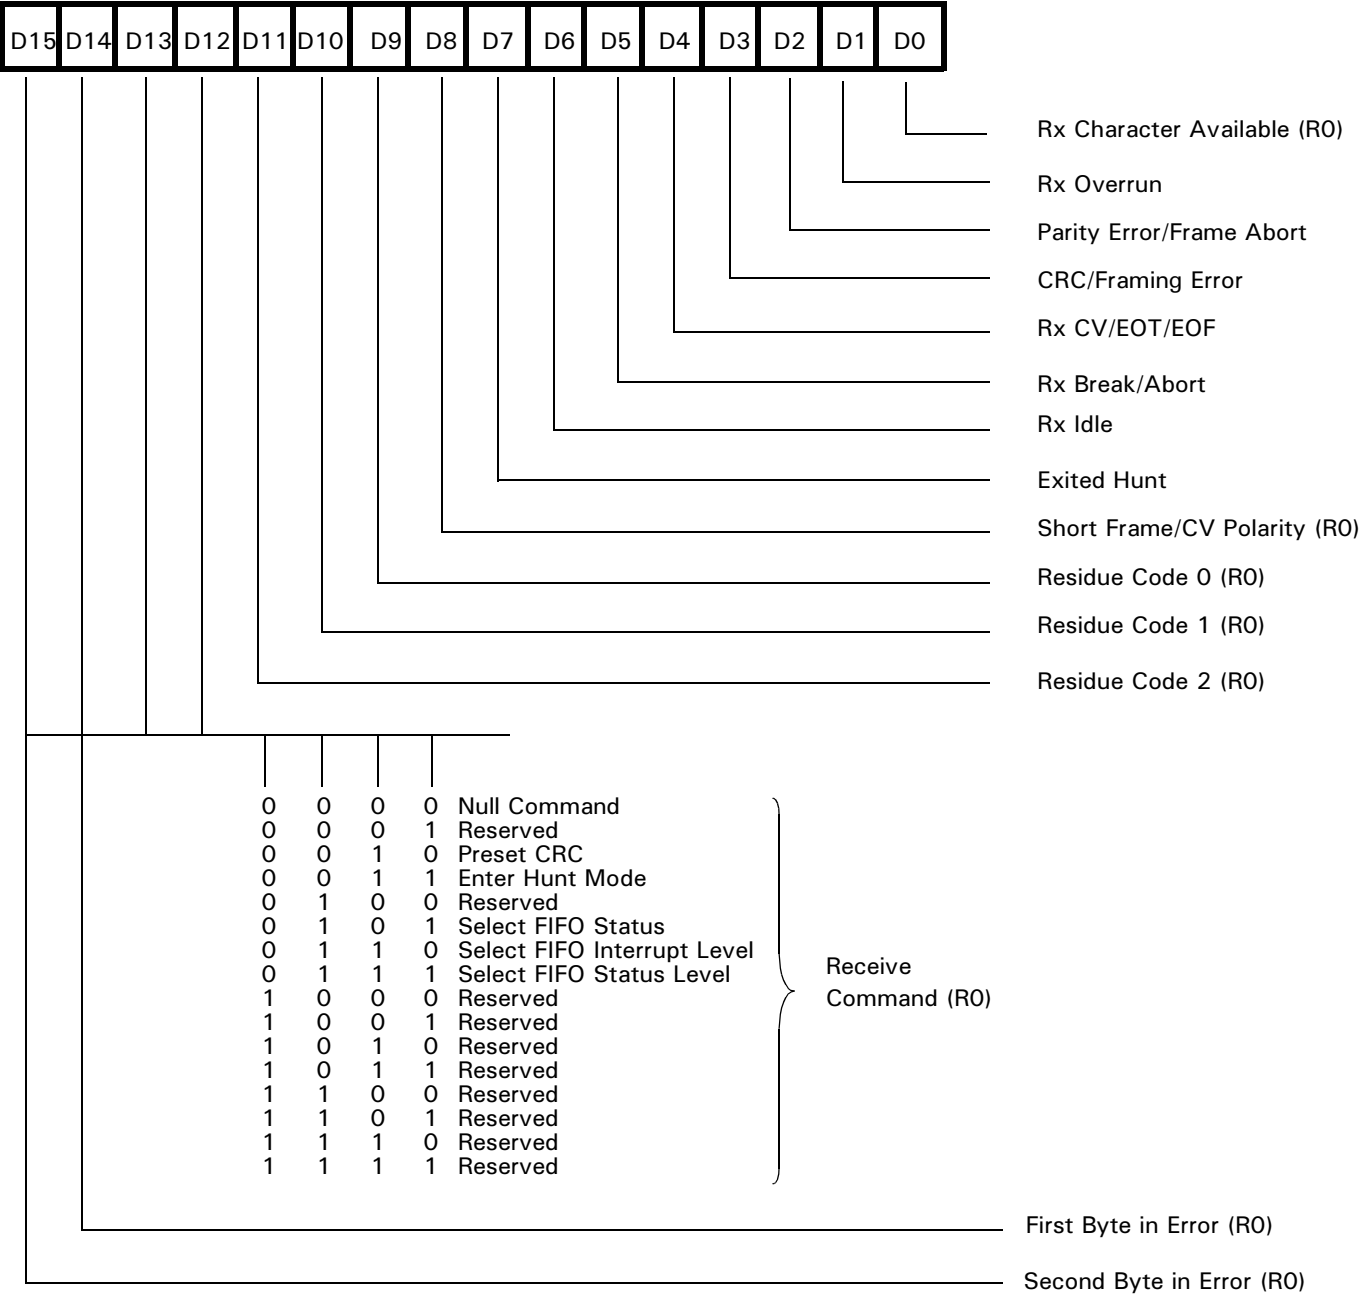 D15 D14 D13 D12 D11 D10 D9 D8 D7 D6 D5 D4 D3 D2 D1 D0
Rx Character Available (RO)
Rx Overrun
Parity Error/Frame Abort
CRC/Framing Error
Rx CV/EOT/EOF
Rx Break/Abort
Rx Idle
Exited Hunt
Short Frame/CV Polarity (RO)
Residue Code 0 (RO)
Residue Code 1 (RO)
Residue Code 2 (RO)
0 0 0 0 Null Command
0 0 0 1 Reserved
0 0 1 0 Preset CRC
0 0 1 1 Enter Hunt Mode
0 1 0 0 Reserved
0 1 0 1 Select FIFO Status
0 1 1 0 Select FIFO Interrupt Level
0 1 1 1 Select FIFO Status Level
1 0 0 0 Reserved
1 0 0 1 Reserved
1 0 1 0 Reserved
1 0 1 1 Reserved
1 1 0 0 Reserved
1 1 0 1 Reserved
1 1 1 0 Reserved
1 1 1 1 Reserved
Receive
Command (RO)
First Byte in Error (RO)
Second Byte in Error (RO)